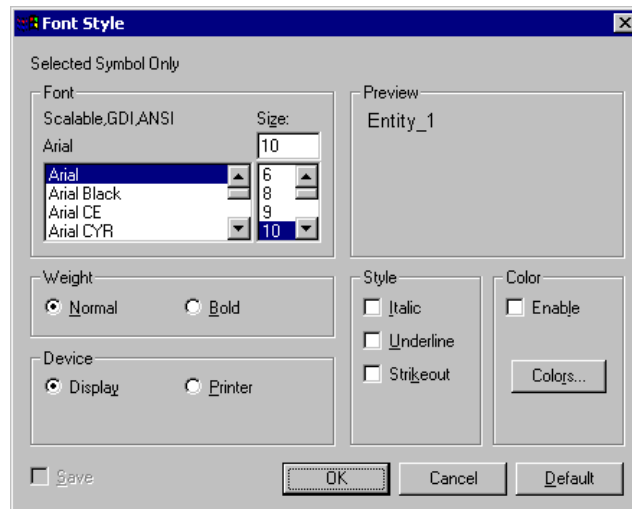 Font Style
Selected Symbol Only
Font
Scalable,GDI,ANSI
Size:
Arial
10
Arial
Arial Black
Arial CE
Arial CYR
6
8
9
10
Preview
Entity_1
Weight
Normal
Bold
Device
Display
Printer
Style
Italic
Underline
Strikeout
Color
Enable
Colors...
Save
OK
Cancel
Default